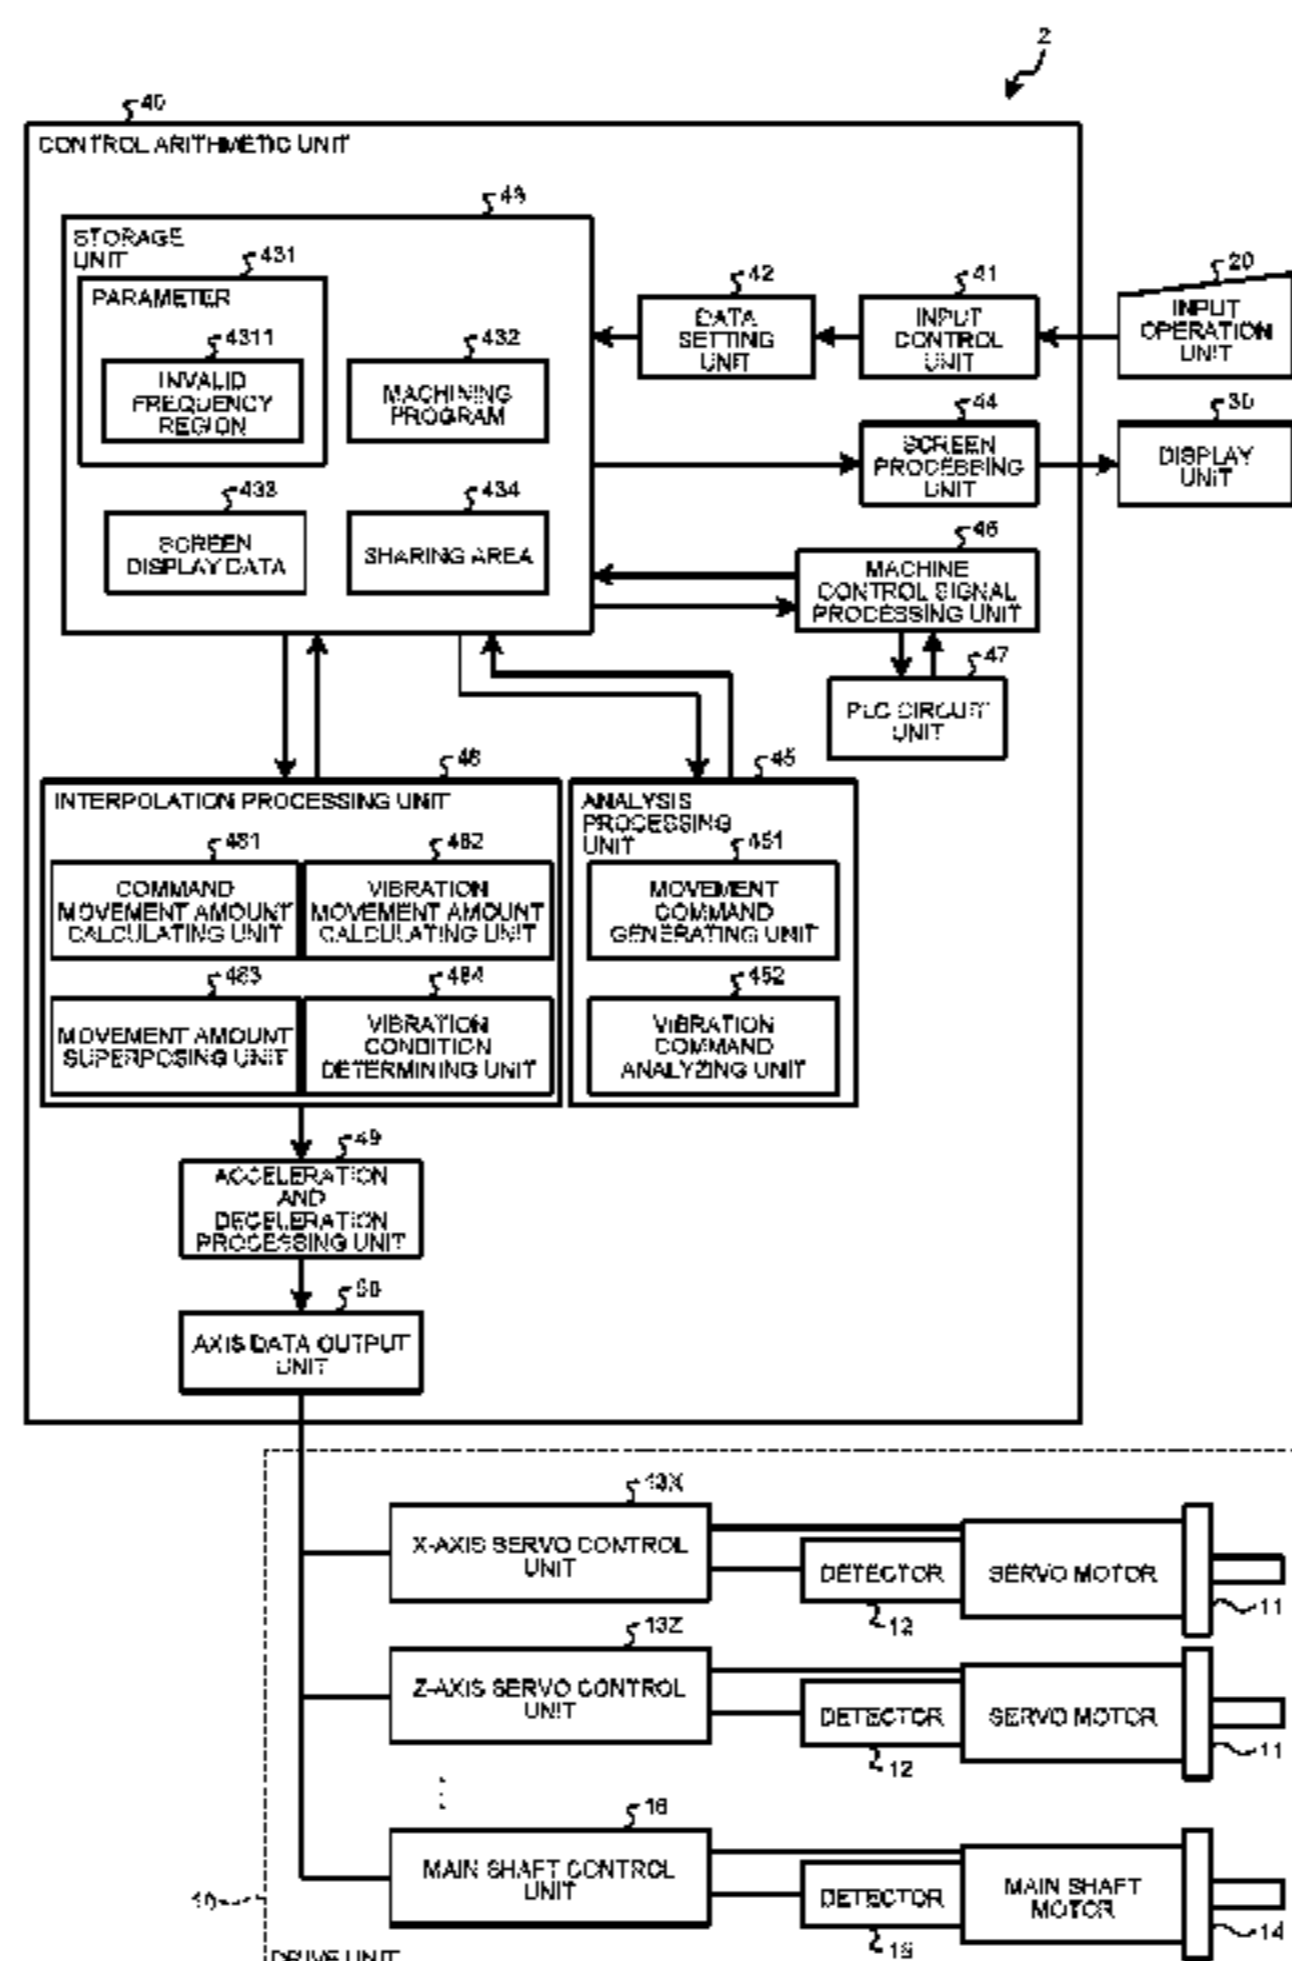 2
40
CONTROL ARITHMETIC UNIT
43
STORAGE
UNIT
431
PARAMETER
4311
INVALID
FREQUENCY
REGION
432
MACHINING
PROGRAM
433
SCREEN
DISPLAY DATA
434
SHARING AREA
42
DATA
SETTING
UNIT
41
INPUT
CONTROL
UNIT
20
INPUT
OPERATION
UNIT
44
SCREEN
PROCESSING
UNIT
30
DISPLAY
UNIT
46
MACHINE
CONTROL SIGNAL
PROCESSING UNIT
47
PLC CIRCUIT
UNIT
48
INTERPOLATION PROCESSING UNIT
481
COMMAND
MOVEMENT AMOUNT
CALCULATING UNIT
482
VIBRATION
MOVEMENT AMOUNT
CALCULATING UNIT
483
MOVEMENT AMOUNT
SUPERPOSING UNIT
484
VIBRATION
CONDITION
DETERMINING UNIT
45
ANALYSIS
PROCESSING
UNIT
451
MOVEMENT
COMMAND
GENERATING UNIT
452
VIBRATION
COMMAND
ANALYZING UNIT
49
ACCELERATION
AND
DECELERATION
PROCESSING UNIT
50
AXIS DATA OUTPUT
UNIT
13X
X-AXIS SERVO CONTROL
UNIT
DETECTOR
12
SERVO MOTOR
11
13Z
Z-AXIS SERVO CONTROL
UNIT
DETECTOR
12
SERVO MOTOR
11
16
MAIN SHAFT CONTROL
UNIT
DETECTOR
15
MAIN SHAFT
MOTOR
14
10
DRIVE UNIT